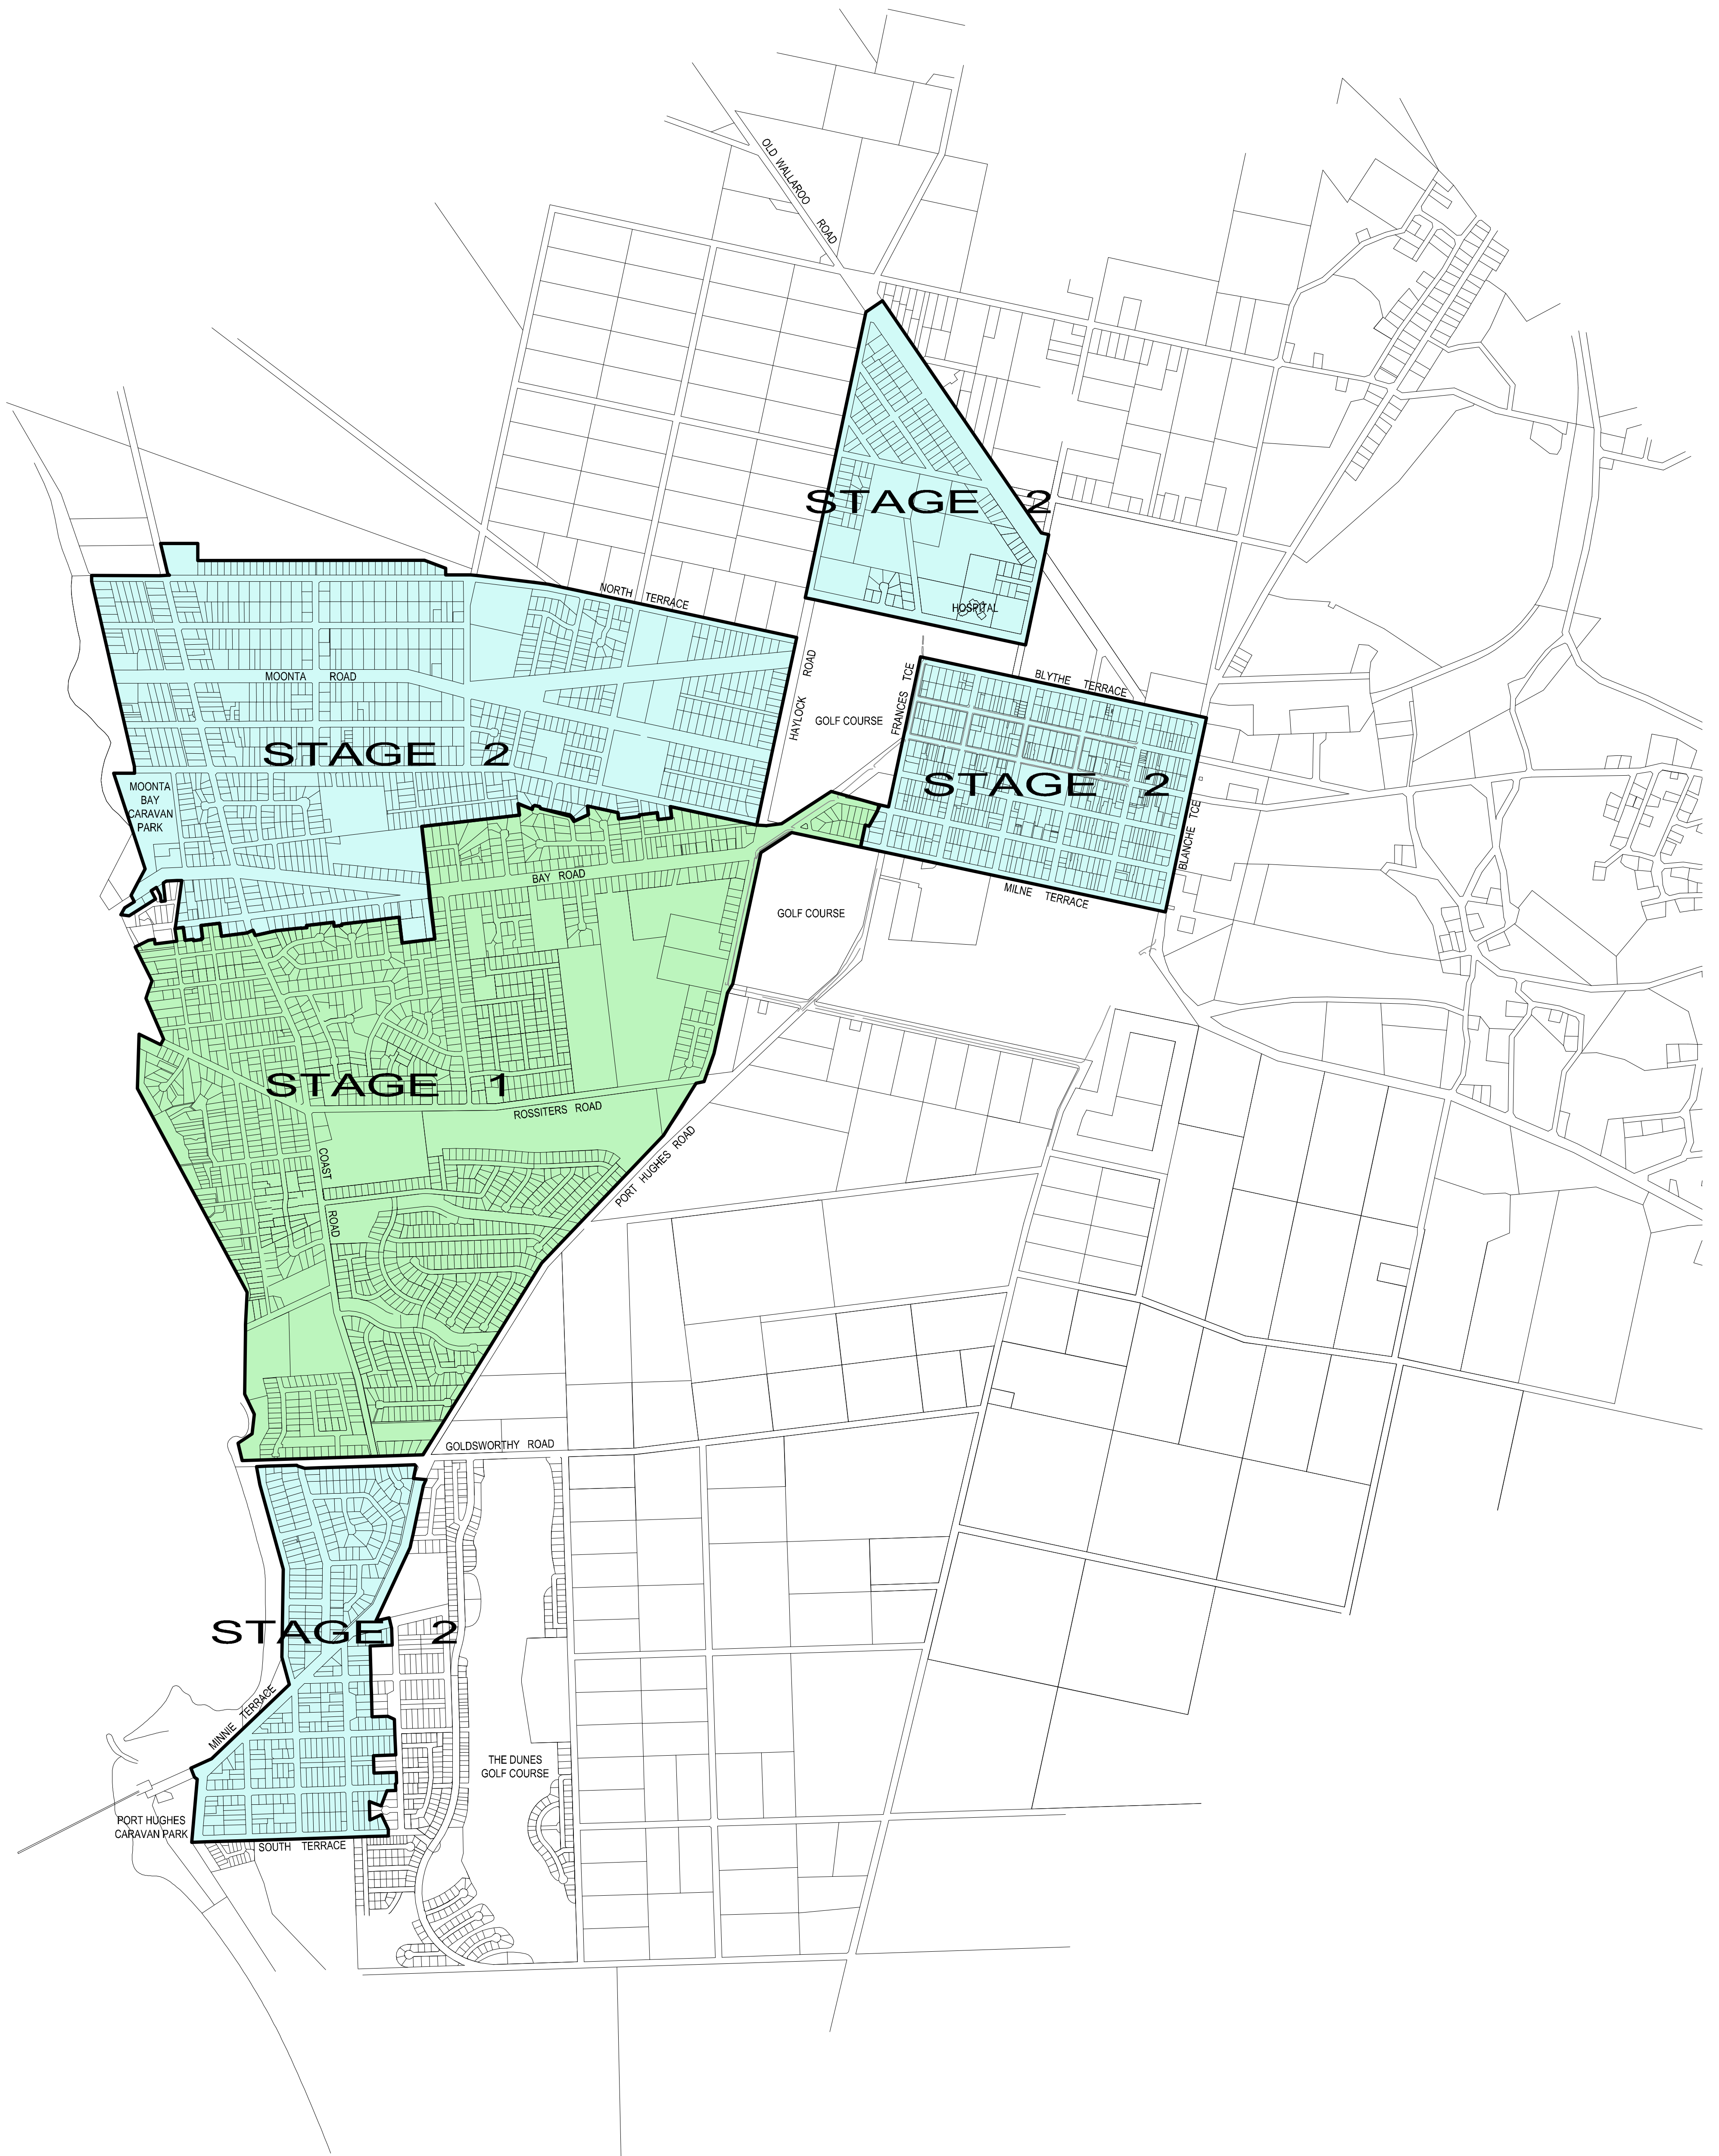 OLD WALLAROO ROAD
STAGE 2
HOSPITAL
NORTH TERRACE
MOONTA ROAD
HAYLOCK ROAD
FRANCES TCE
BLYTHE TERRACE
GOLF COURSE
STAGE 2
STAGE 2
MOONTA
BAY
CARAVAN
PARK
BLANCHE TCE
BAY ROAD
MILNE TERRACE
GOLF COURSE
STAGE 1
ROSSITERS ROAD
COAST ROAD
PORT HUGHES ROAD
GOLDSWORTHY ROAD
STAGE 2
MINNIE TERRACE
THE DUNES
GOLF COURSE
PORT HUGHES
CARAVAN PARK
SOUTH TERRACE